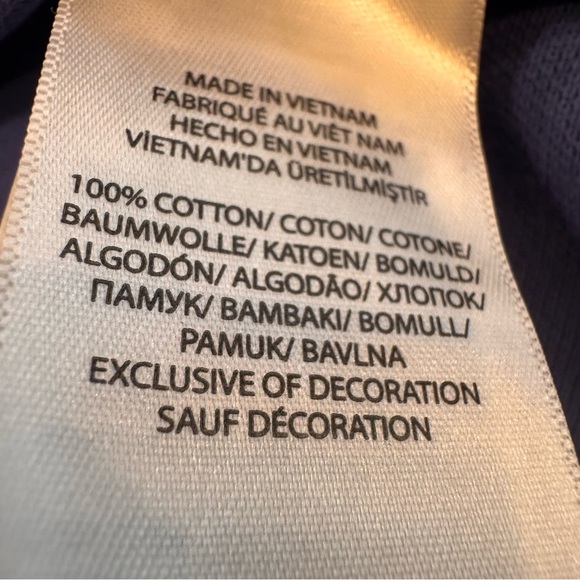 MADE IN VIETNAM
FABRIQUÉ AU VIÊT NAM
HECHO EN VIETNAM
VİETNAM'DA ÜRETİLMİŞTİR
100% COTTON/ COTON/ COTONE/
BAUMWOLLE/ KATOEN/ BOMULD/
ALGODÓN/ ALGODÃO/ ХЛОПОК/
ПАМУК/ BAMBAKI/ BOMULL/
PAMUK/ BAVLNA
EXCLUSIVE OF DECORATION
SAUF DÉCORATION